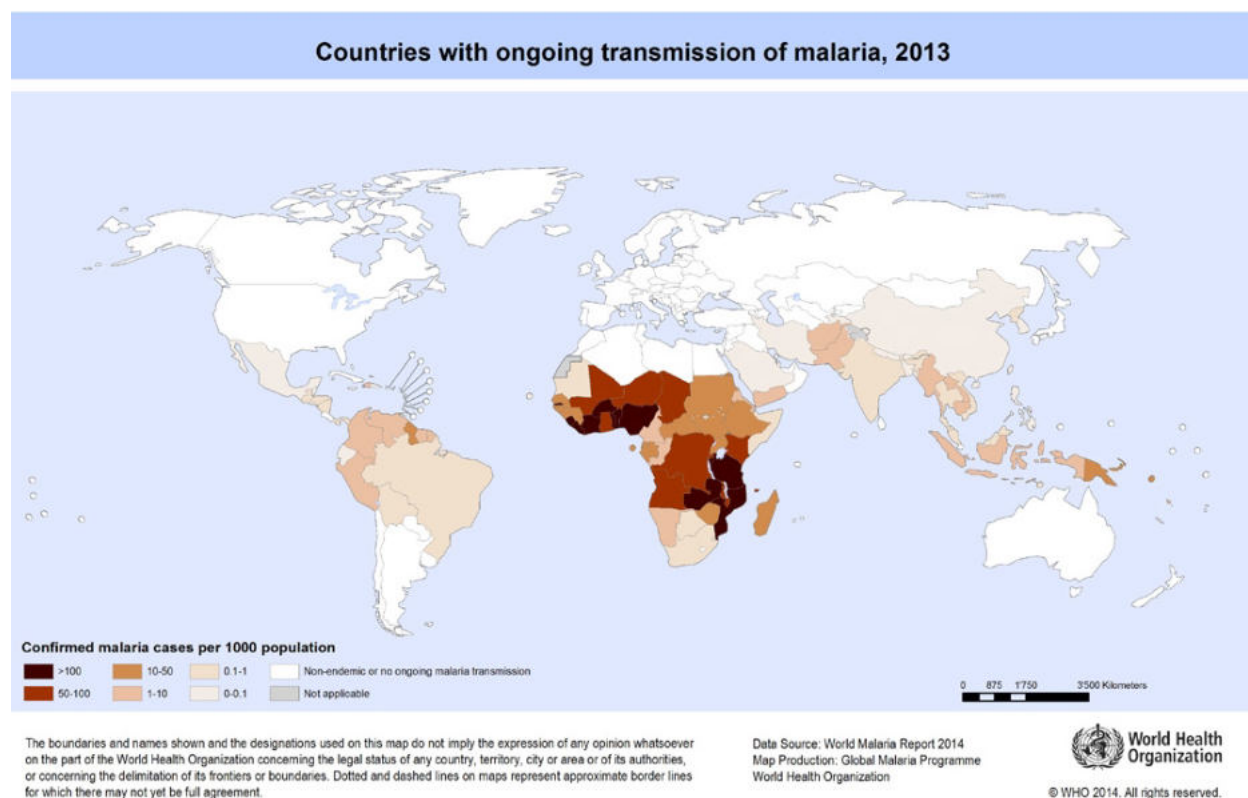 Countries with ongoing transmission of malaria, 2013
Confirmed malaria cases per 1000 population
>100
10-50
0.1-1
Non-endemic or no ongoing malaria transmission
50-100
1-10
0-0.1
Not applicable
0 875 1'750 3'500 Kilometers
The boundaries and names shown and the designations used on this map do not imply the expression of any opinion whatsoever
on the part of the World Health Organization concerning the legal status of any country, territory, city or area or of its authorities,
or concerning the delimitation of its frontiers or boundaries. Dotted and dashed lines on maps represent approximate border lines
for which there may not yet be full agreement.
Data Source: World Malaria Report 2014
Map Production: Global Malaria Programme
World Health Organization
World Health
Organization
© WHO 2014. All rights reserved.